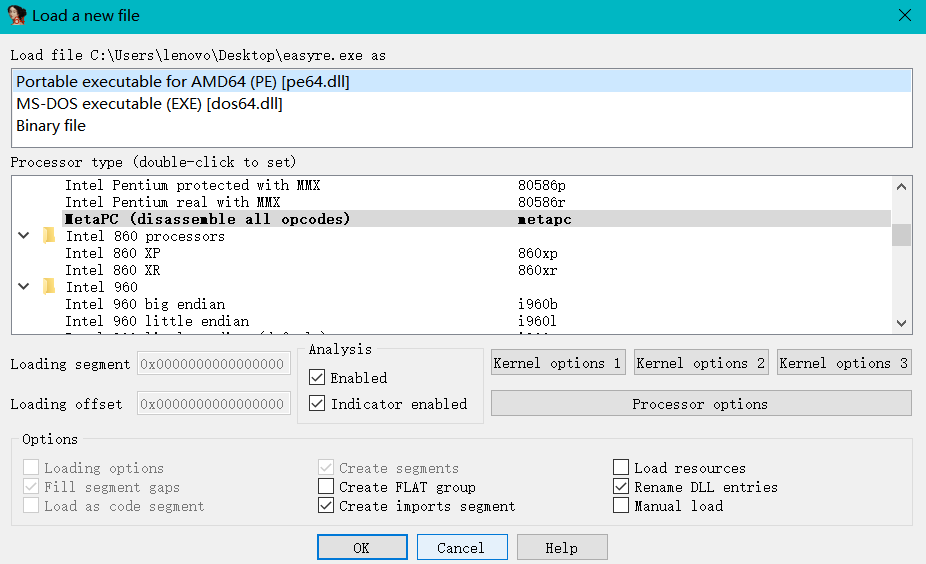 Load a new file
Load file C:\Users\lenovo\Desktop\easyre.exe as
Portable executable for AMD64 (PE) [pe64.dll]
MS-DOS executable (EXE) [dos64.dll]
Binary file
Processor type (double-click to set)
Intel Pentium protected with MMX 80586p
Intel Pentium real with MMX 80586r
MetaPC (disassemble all opcodes) metapc
Intel 860 processors
Intel 860 XP 860xp
Intel 860 XR 860xr
Intel 960
Intel 960 big endian i960b
Intel 960 little endian i960l
Loading segment 0x0000000000000000
Loading offset 0x0000000000000000
Analysis
Enabled
Indicator enabled
Kernel options 1 Kernel options 2 Kernel options 3
Processor options
Options
Loading options Create segments Load resources
Fill segment gaps Create FLAT group Rename DLL entries
Load as code segment Create imports segment Manual load
OK Cancel Help